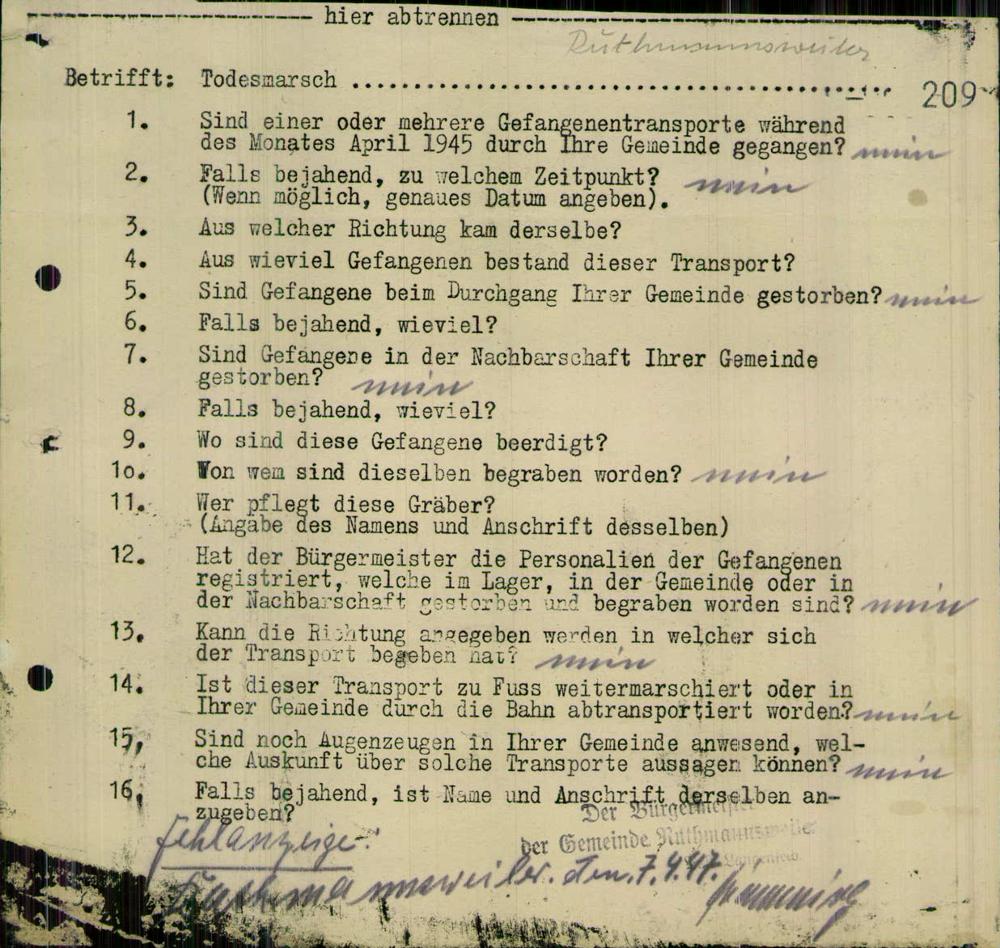 hier abtrennen
Ruthmannsweiler
Betrifft: Todesmarsch ......................................................
209
1. Sind einer oder mehrere Gefangenentransporte während
des Monates April 1945 durch Ihre Gemeinde gegangen? nein
2. Falls bejahend, zu welchem Zeitpunkt? nein
(Wenn möglich, genaues Datum angeben).
3. Aus welcher Richtung kam derselbe?
4. Aus wieviel Gefangenen bestand dieser Transport?
5. Sind Gefangene beim Durchgang Ihrer Gemeinde gestorben? nein
6. Falls bejahend, wieviel?
7. Sind Gefangene in der Nachbarschaft Ihrer Gemeinde
gestorben? nein
8. Falls bejahend, wieviel?
9. Wo sind diese Gefangene beerdigt?
1o. Von wem sind dieselben begraben worden? nein
11. Wer pflegt diese Gräber?
(Angabe des Namens und Anschrift desselben)
12. Hat der Bürgermeister die Personalien der Gefangenen
registriert, welche im Lager, in der Gemeinde oder in
der Nachbarschaft gestorben und begraben worden sind? nein
13. Kann die Richtung angegeben werden in welcher sich
der Transport begeben hat? nein
14. Ist dieser Transport zu Fuss weitermarschiert oder in
Ihrer Gemeinde durch die Bahn abtransportiert worden? nein
15. Sind noch Augenzeugen in Ihrer Gemeinde anwesend, wel-
che Auskunft über solche Transporte aussagen können? nein
16. Falls bejahend, ist Name und Anschrift derselben an-
zugeben?
Der Bürgermeister
Fehlanzeige.
der Gemeinde Ruthmannsweiler
Ruthmannsweiler. den 7.4.47.